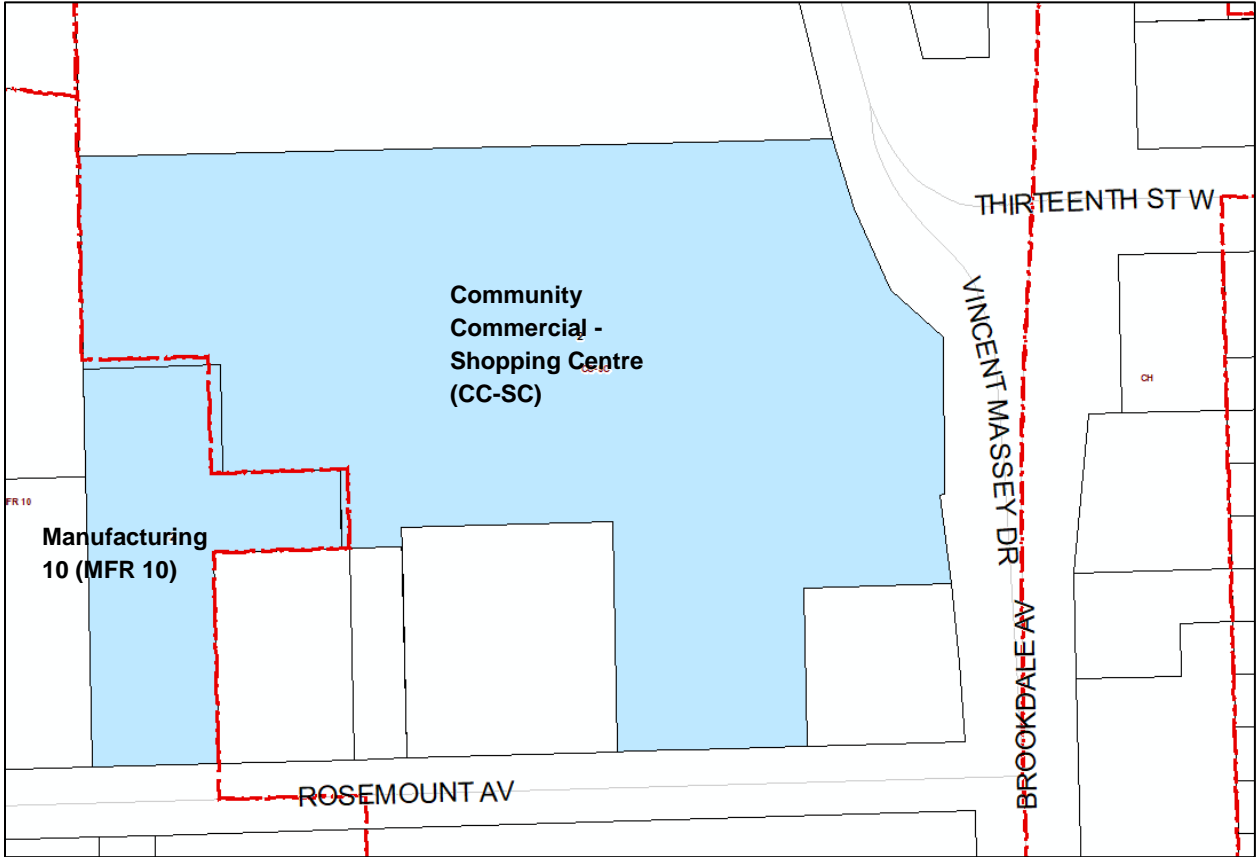 THIRTEENTH ST W
Community
Commercial -
Shopping Centre
(CC-SC)
VINCENT MASSEY DR
CH
FR 10
Manufacturing
10 (MFR 10)
BROOKDALE AV
ROSEMOUNT AV